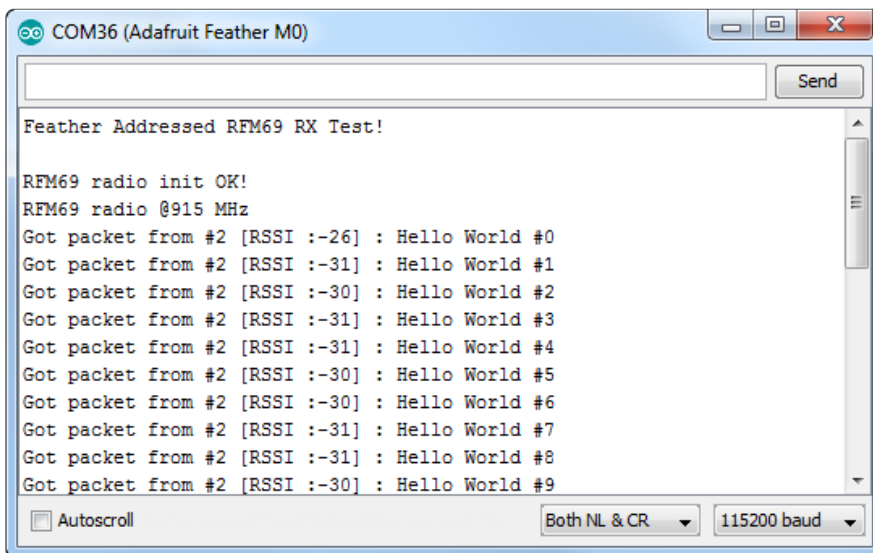 COM36 (Adafruit Feather M0)
Send
Feather Addressed RFM69 RX Test!
RFM69 radio init OK!
RFM69 radio @915 MHz
Got packet from #2 [RSSI :-26] : Hello World #0
Got packet from #2 [RSSI :-31] : Hello World #1
Got packet from #2 [RSSI :-30] : Hello World #2
Got packet from #2 [RSSI :-31] : Hello World #3
Got packet from #2 [RSSI :-31] : Hello World #4
Got packet from #2 [RSSI :-30] : Hello World #5
Got packet from #2 [RSSI :-30] : Hello World #6
Got packet from #2 [RSSI :-31] : Hello World #7
Got packet from #2 [RSSI :-31] : Hello World #8
Got packet from #2 [RSSI :-30] : Hello World #9
Autoscroll Both NL & CR 115200 baud